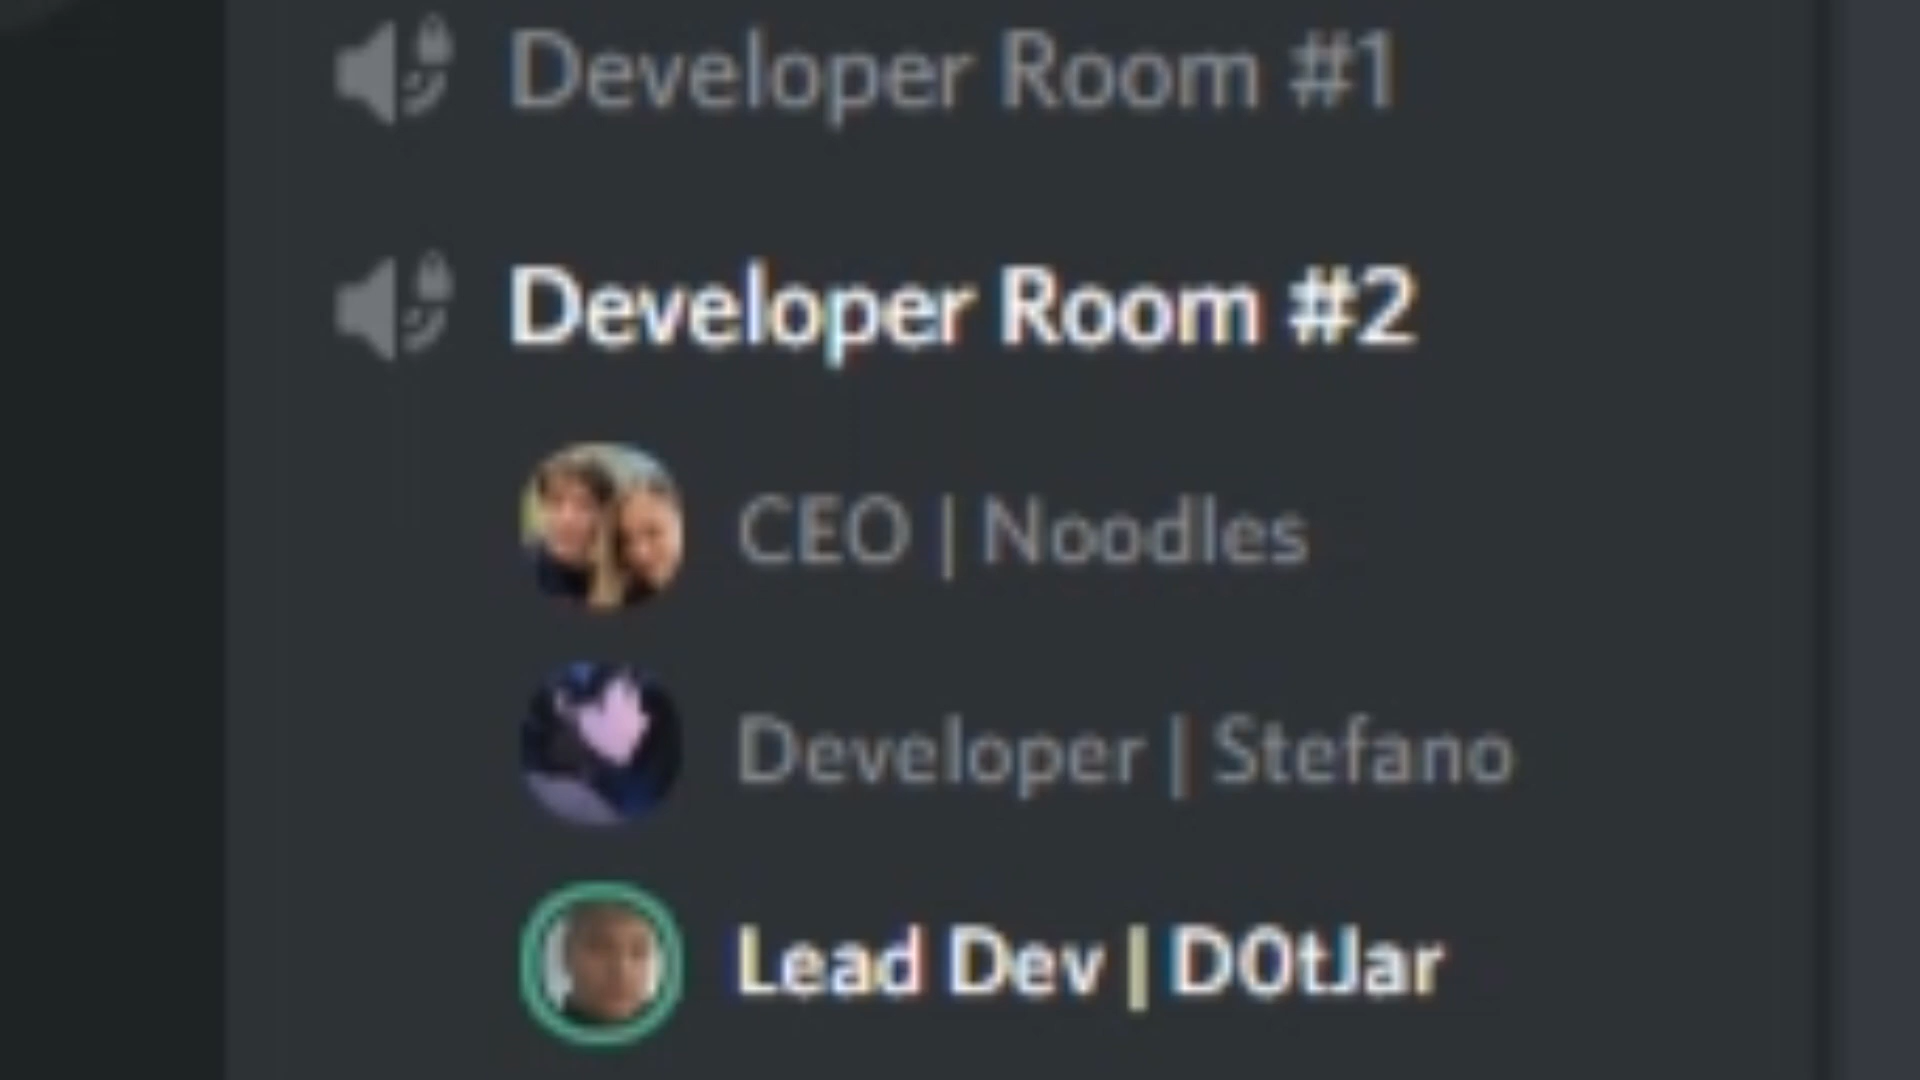 Developer Room #1
Developer Room #2
CEO | Noodles
Developer | Stefano
Lead Dev | D0tJar